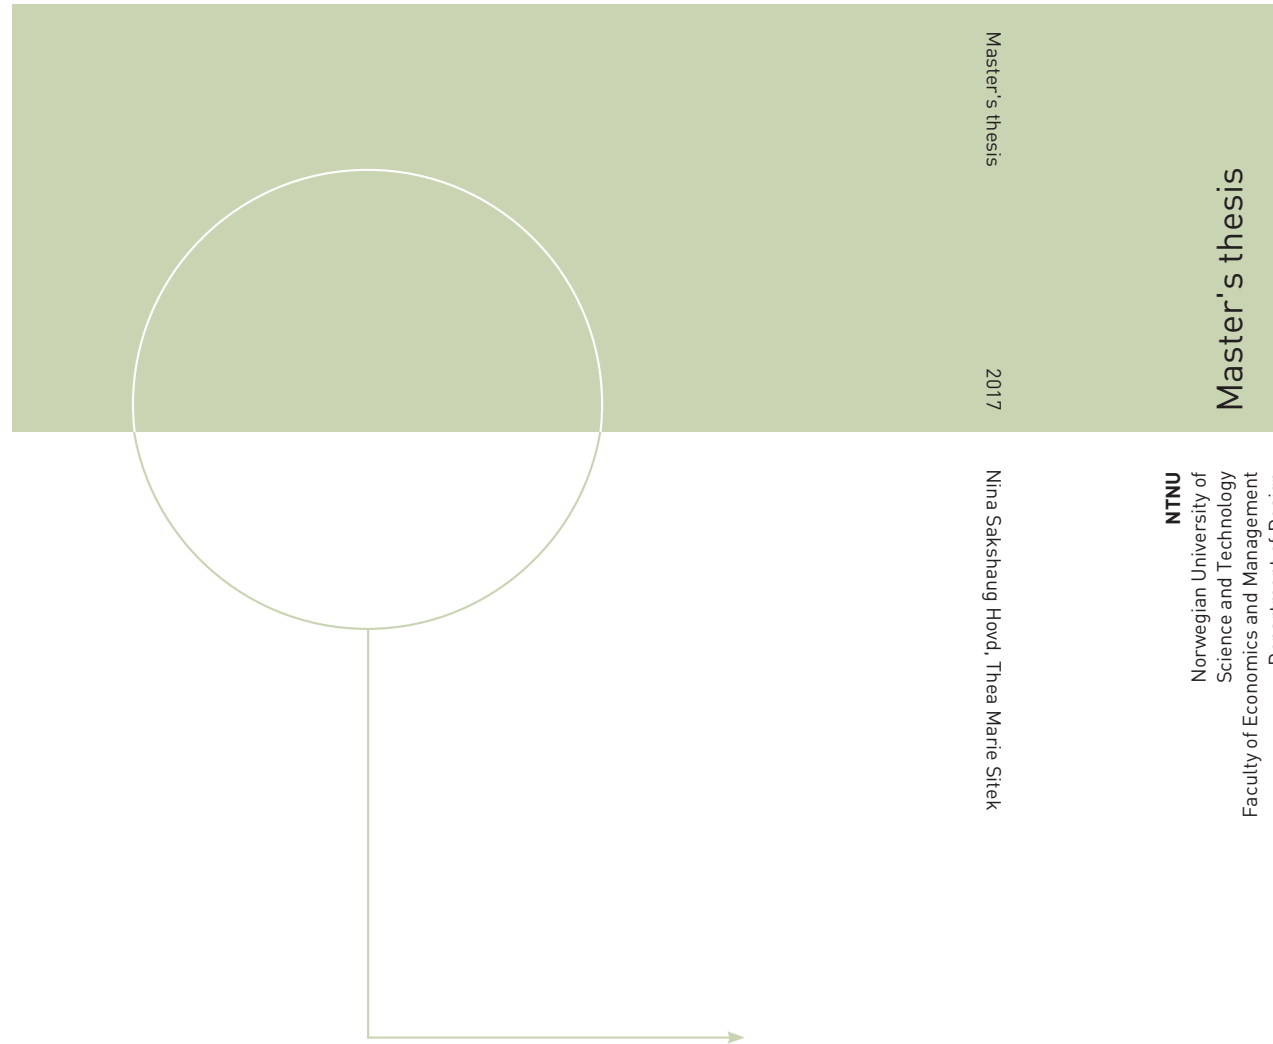 Master's thesis
2017
Nina Sakshaug Hovd, Thea Marie Sitek
Master's thesis
NTNU
Norwegian University of
Science and Technology
Faculty of Economics and Management